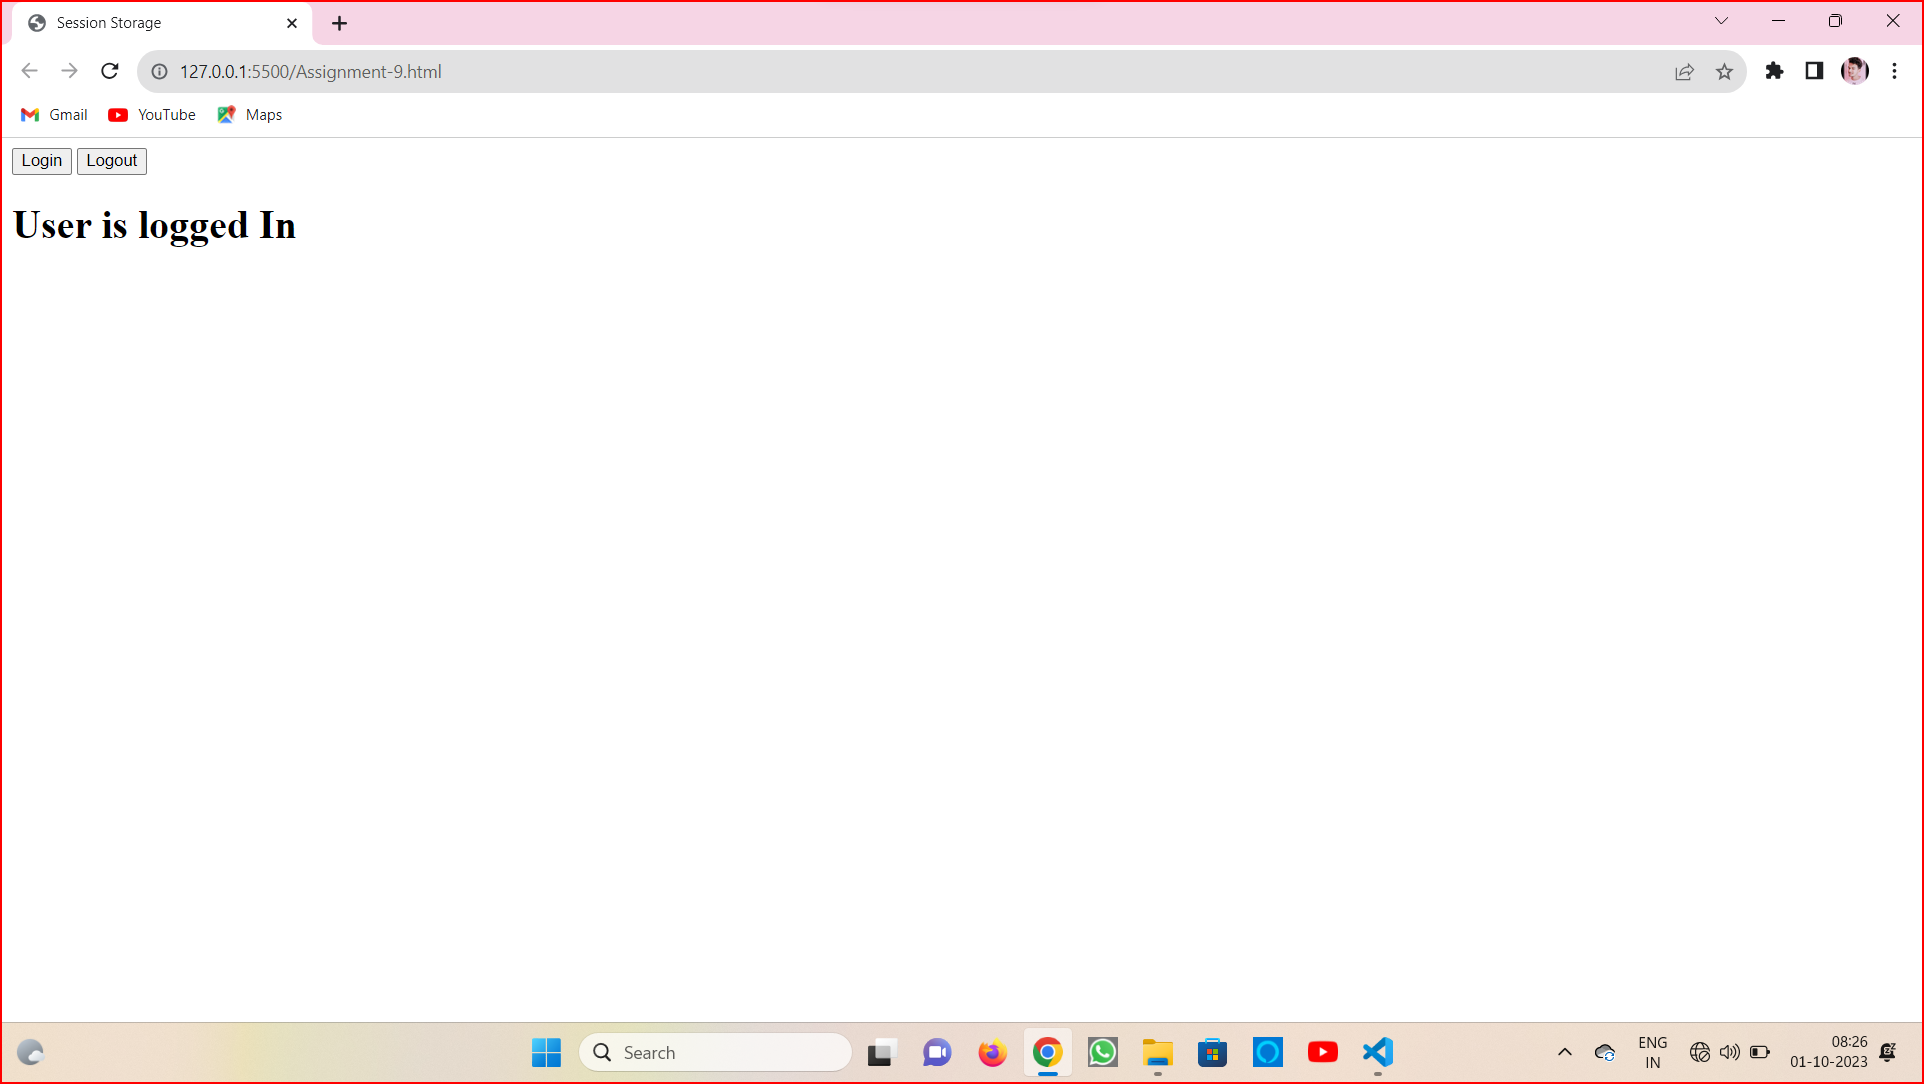 Session Storage
127.0.0.1:5500/Assignment-9.html
Gmail YouTube Maps
Login Logout
User is logged In
Search
ENG
IN
08:26
01-10-2023